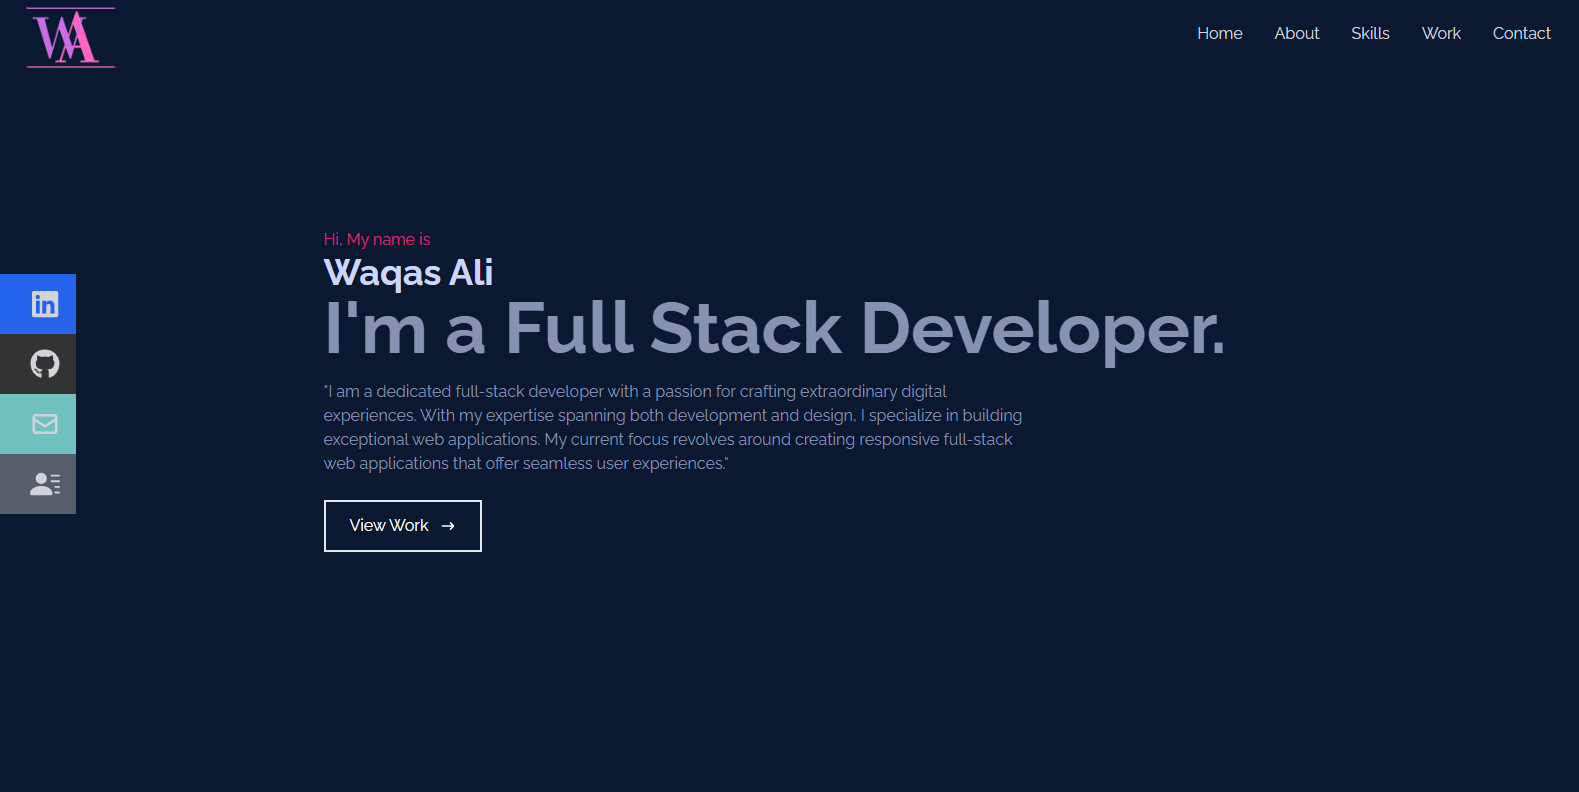 WA
Home About Skills Work Contact
Hi, My name is
Waqas Ali
I'm a Full Stack Developer.
"I am a dedicated full-stack developer with a passion for crafting extraordinary digital
experiences. With my expertise spanning both development and design, I specialize in building
exceptional web applications. My current focus revolves around creating responsive full-stack
web applications that offer seamless user experiences."
in
View Work →